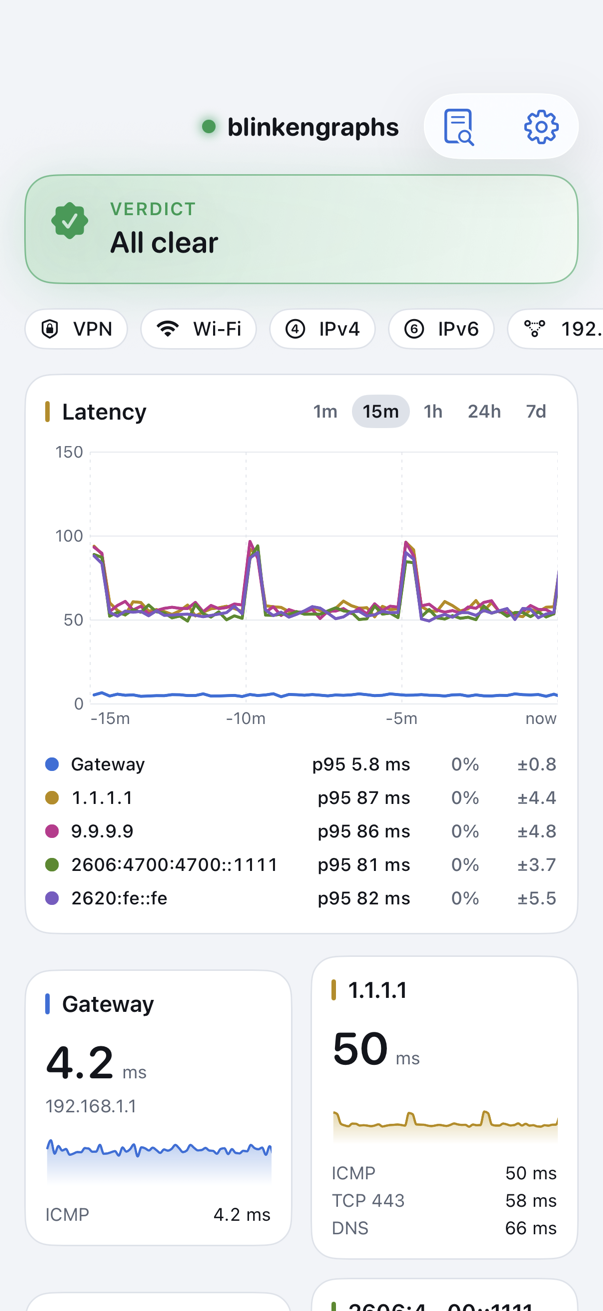 blinkengraphs
VERDICT
All clear
VPN Wi-Fi 4 IPv4 6 IPv6 192.
Latency 1m 15m 1h 24h 7d
150
100
50
0
-15m -10m -5m now
Gateway p95 5.8 ms 0% ±0.8
1.1.1.1 p95 87 ms 0% ±4.4
9.9.9.9 p95 86 ms 0% ±4.8
2606:4700:4700::1111 p95 81 ms 0% ±3.7
2620:fe::fe p95 82 ms 0% ±5.5
Gateway
4.2 ms
192.168.1.1
ICMP 4.2 ms
1.1.1.1
50 ms
ICMP 50 ms
TCP 443 58 ms
DNS 66 ms